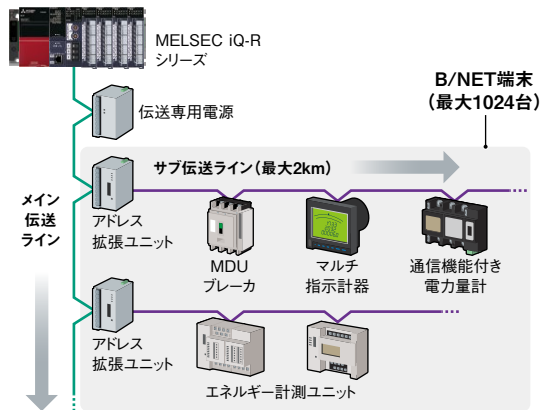 MELSEC iQ-R
シリーズ
伝送専用電源
B/NET端末
（最大1024台）
サブ伝送ライン（最大2km）
メイン
伝送
ライン
アドレス
拡張ユニット
MDU
ブレーカ
マルチ
指示計器
通信機能付き
電力量計
アドレス
拡張ユニット
エネルギー計測ユニット